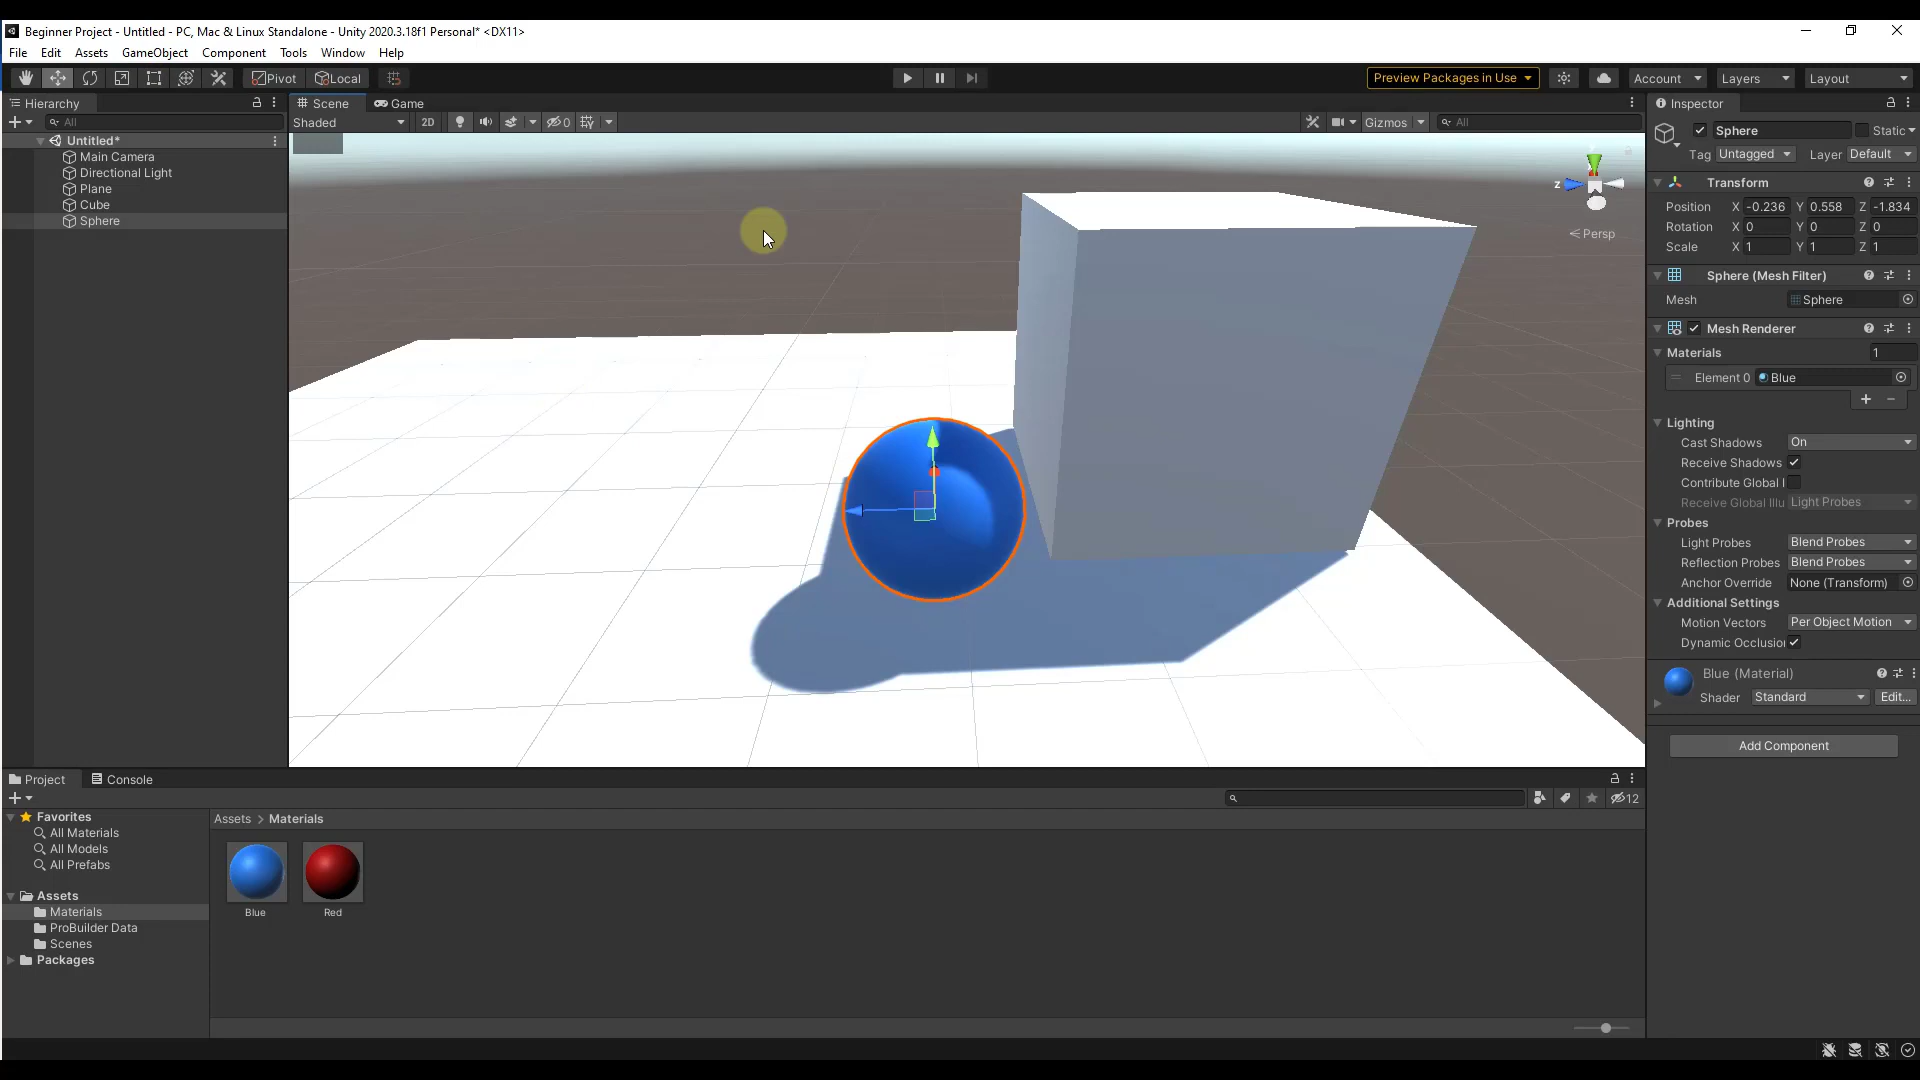 Beginner Project - Untitled - PC, Mac & Linux Standalone - Unity 2020.3.18f1 Personal* <DX11>
File Edit Assets GameObject Component Tools Window Help
Pivot Local Preview Packages in Use Account Layers Layout
Hierarchy
All
Untitled*
Main Camera
Directional Light
Plane
Cube
Sphere
Scene Game
Shaded 2D 0 Gizmos All
z
Persp
Inspector
Sphere Static
Tag Untagged Layer Default
Transform
Position X -0.236 Y 0.558 Z -1.834
Rotation X 0 Y 0 Z 0
Scale X 1 Y 1 Z 1
Sphere (Mesh Filter)
Mesh Sphere
Mesh Renderer
Materials 1
Element 0 Blue
Lighting
Cast Shadows On
Receive Shadows
Contribute Global I
Receive Global Illu Light Probes
Probes
Light Probes Blend Probes
Reflection Probes Blend Probes
Anchor Override None (Transform)
Additional Settings
Motion Vectors Per Object Motion
Dynamic Occlusio
Blue (Material)
Shader Standard Edit...
Add Component
Project Console
12
Favorites
All Materials
All Models
All Prefabs
Assets
Materials
ProBuilder Data
Scenes
Packages
Assets > Materials
Blue Red